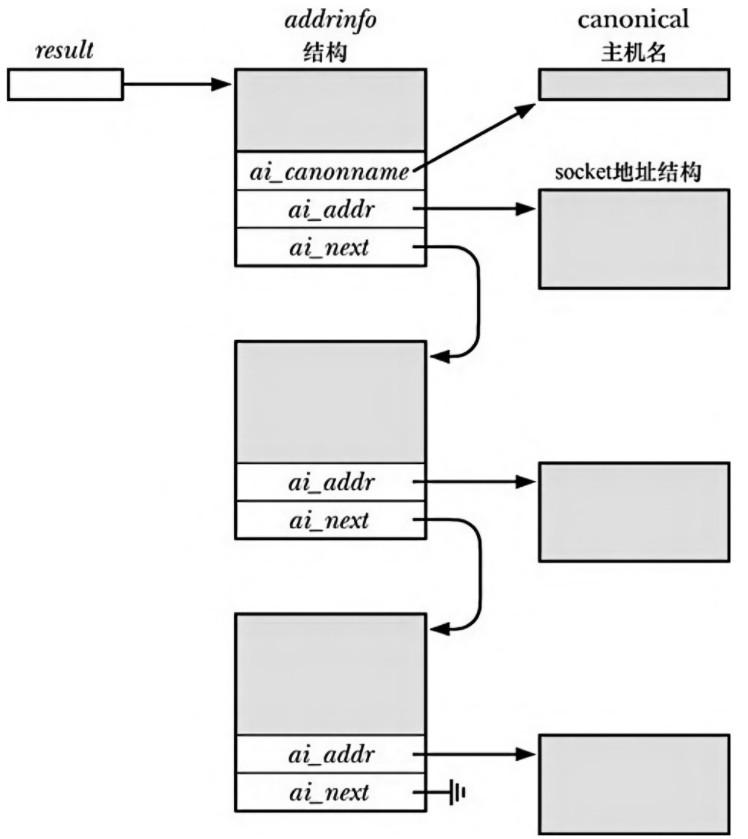 result
addrinfo
结构
canonical
主机名
ai_canonname
ai_addr
ai_next
socket地址结构
ai_addr
ai_next
ai_addr
ai_next